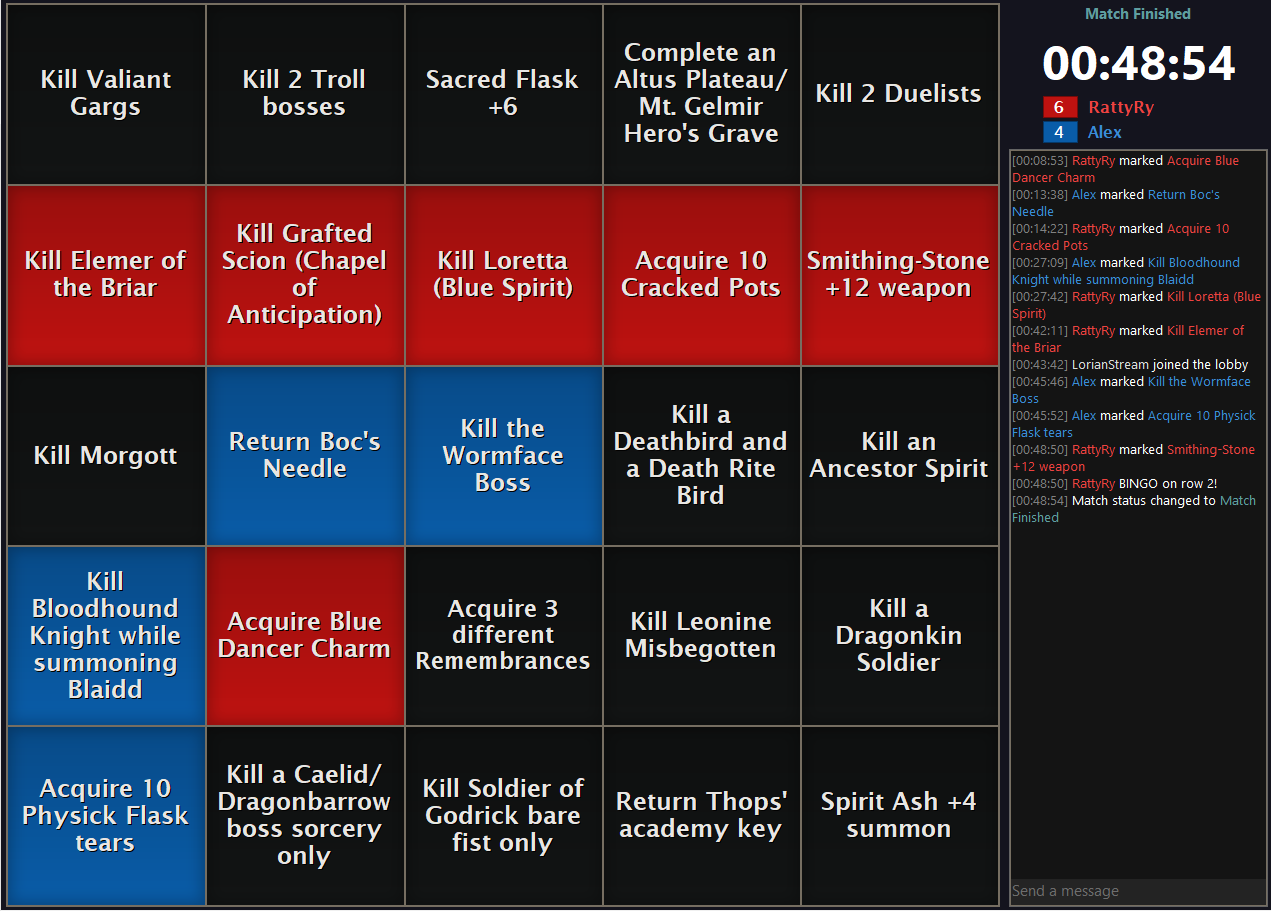 Kill Valiant
Gargs
Kill 2 Troll
bosses
Sacred Flask
+6
Complete an
Altus Plateau/
Mt. Gelmir
Hero's Grave
Kill 2 Duelists
Kill Elemer of
the Briar
Kill Grafted
Scion (Chapel
of
Anticipation)
Kill Loretta
(Blue Spirit)
Acquire 10
Cracked Pots
Smithing-Stone
+12 weapon
Kill Morgott
Return Boc's
Needle
Kill the
Wormface
Boss
Kill a
Deathbird and
a Death Rite
Bird
Kill an
Ancestor Spirit
Kill
Bloodhound
Knight while
summoning
Blaidd
Acquire Blue
Dancer Charm
Acquire 3
different
Remembrances
Kill Leonine
Misbegotten
Kill a
Dragonkin
Soldier
Acquire 10
Physick Flask
tears
Kill a Caelid/
Dragonbarrow
boss sorcery
only
Kill Soldier of
Godrick bare
fist only
Return Thops'
academy key
Spirit Ash +4
summon
Match Finished
00:48:54
6 RattyRy
4 Alex
[00:08:53] RattyRy marked Acquire Blue
Dancer Charm
[00:13:38] Alex marked Return Boc's
Needle
[00:14:22] RattyRy marked Acquire 10
Cracked Pots
[00:27:09] Alex marked Kill Bloodhound
Knight while summoning Blaidd
[00:27:42] RattyRy marked Kill Loretta (Blue
Spirit)
[00:42:11] RattyRy marked Kill Elemer of
the Briar
[00:43:42] LorianStream joined the lobby
[00:45:46] Alex marked Kill the Wormface
Boss
[00:45:52] Alex marked Acquire 10 Physick
Flask tears
[00:48:50] RattyRy marked Smithing-Stone
+12 weapon
[00:48:50] RattyRy BINGO on row 2!
[00:48:54] Match status changed to Match
Finished
Send a message